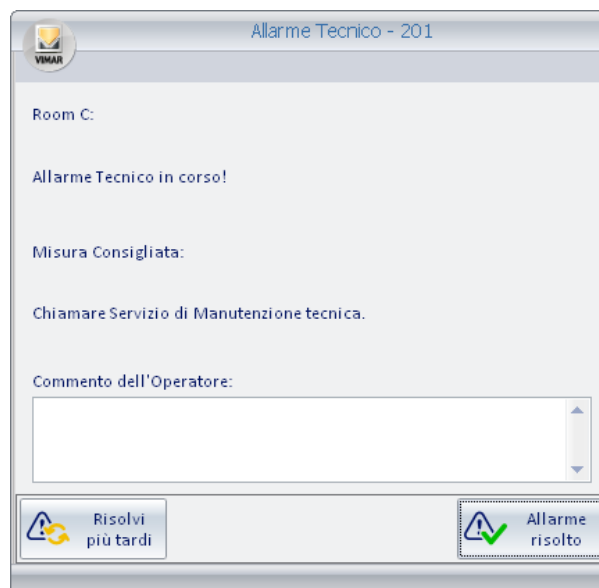 Allarme Tecnico - 201
VIMAR
Room C:
Allarme Tecnico in corso!
Misura Consigliata:
Chiamare Servizio di Manutenzione tecnica.
Commento dell'Operatore:
Risolvi
più tardi
Allarme
risolto